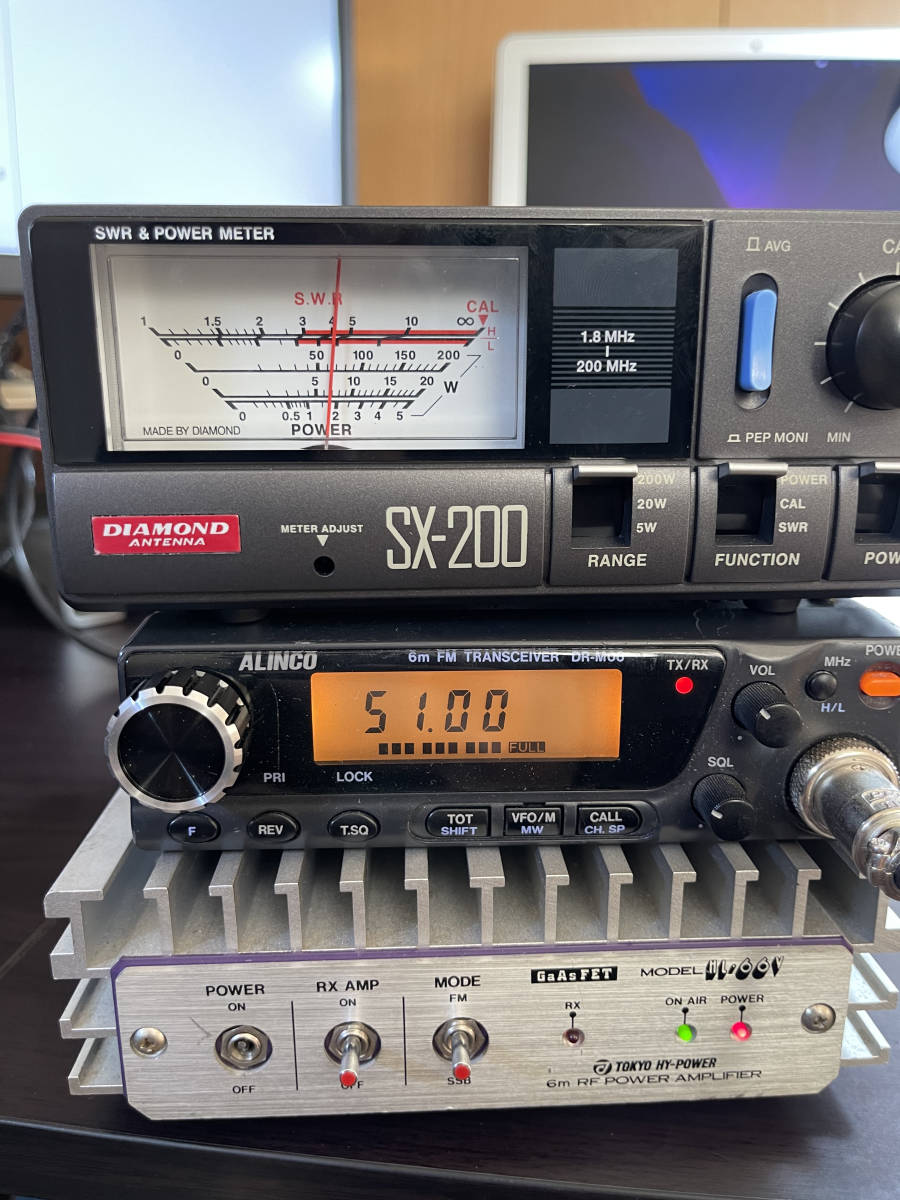 SWR & POWER METER
S.W.R
CAL
1 1.5 2 3 4 5 10 ∞
H
L
0 50 100 150 200
0 5 10 15 20
W
0 0.5 1 2 3 4 5
MADE BY DIAMOND
POWER
1.8 MHz
200 MHz
AVG
PEP MONI
MIN
DIAMOND
ANTENNA
METER ADJUST
SX-200
200W
20W
5W
RANGE
POWER
CAL
SWR
FUNCTION
ALINCO
6m FM TRANSCEIVER
TX/RX
VOL
MHz
H/L
51.00
FULL
PRI
LOCK
SQL
F
REV
T.SQ
TOT
SHIFT
VFO/M
MW
CALL
CH. SP
POWER
ON
OFF
RX AMP
ON
OFF
MODE
FM
SSB
GaAsFET
MODEL HL-66V
RX
ON AIR
POWER
TOKYO HY-POWER
6m RF POWER AMPLIFIER